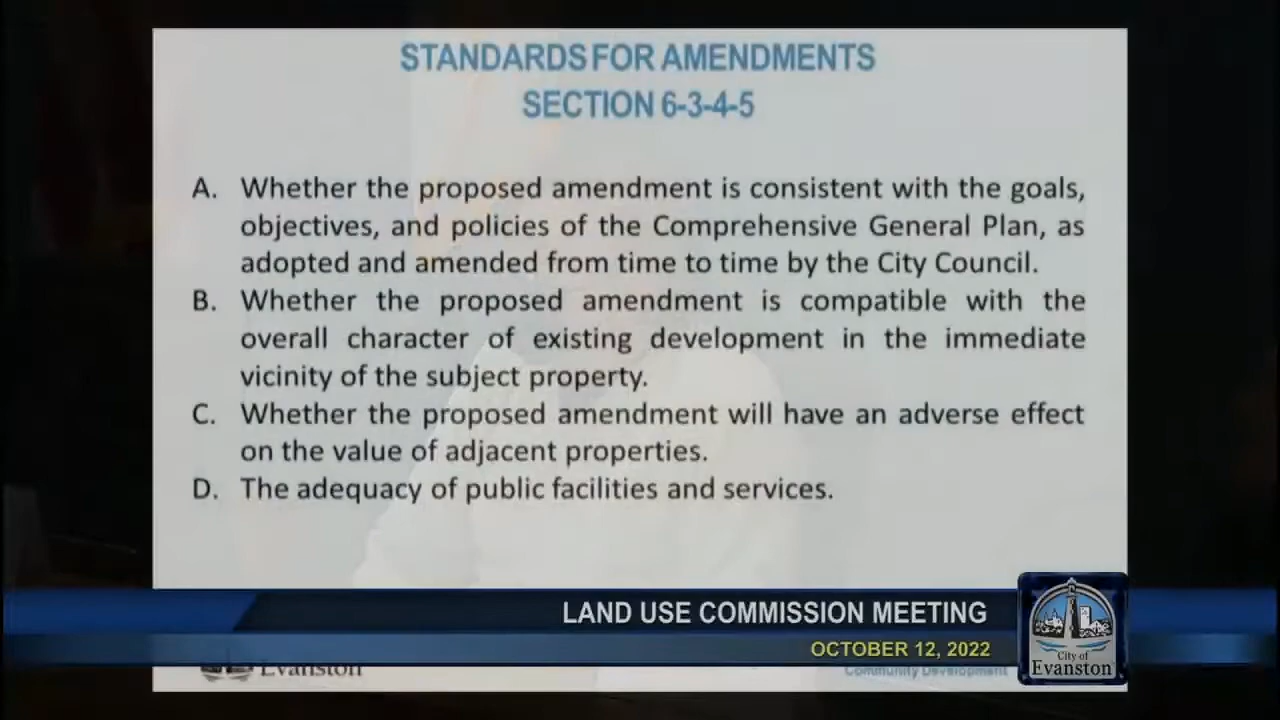 STANDARDS FOR AMENDMENTS
SECTION 6-3-4-5
A. Whether the proposed amendment is consistent with the goals,
objectives, and policies of the Comprehensive General Plan, as
adopted and amended from time to time by the City Council.
B. Whether the proposed amendment is compatible with the
overall character of existing development in the immediate
vicinity of the subject property.
C. Whether the proposed amendment will have an adverse effect
on the value of adjacent properties.
D. The adequacy of public facilities and services.
LAND USE COMMISSION MEETING
OCTOBER 12, 2022
City of
Evanston
Evanston
Community Development